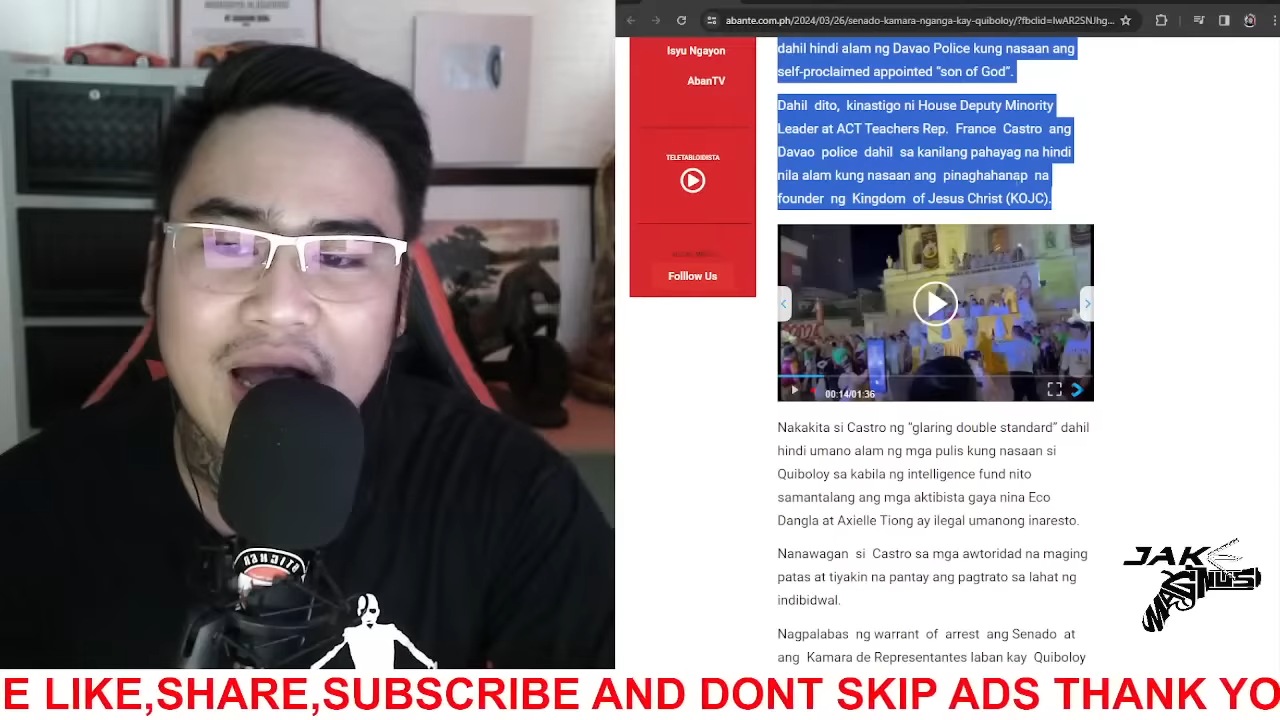 abante.com.ph/2024/03/26/senado-kamara-nganga-kay-quiboloy/?fbclid=IwAR2SNJhg...
Isyu Ngayon
AbanTV
TELETABLOIDISTA
Folllow Us
dahil hindi alam ng Davao Police kung nasaan ang
self-proclaimed appointed “son of God”.
Dahil dito, kinastigo ni House Deputy Minority
Leader at ACT Teachers Rep. France Castro ang
Davao police dahil sa kanilang pahayag na hindi
nila alam kung nasaan ang pinaghahanap na
founder ng Kingdom of Jesus Christ (KOJC).
00:14/01:36
Nakakita si Castro ng “glaring double standard” dahil
hindi umano alam ng mga pulis kung nasaan si
Quiboloy sa kabila ng intelligence fund nito
samantalang ang mga aktibista gaya nina Eco
Dangla at Axielle Tiong ay ilegal umanong inaresto.
Nanawagan si Castro sa mga awtoridad na maging
patas at tiyakin na pantay ang pagtrato sa lahat ng
indibidwal.
Nagpalabas ng warrant of arrest ang Senado at
ang Kamara de Representantes laban kay Quiboloy
JAK
MAGNUS
E LIKE,SHARE,SUBSCRIBE AND DONT SKIP ADS THANK YO